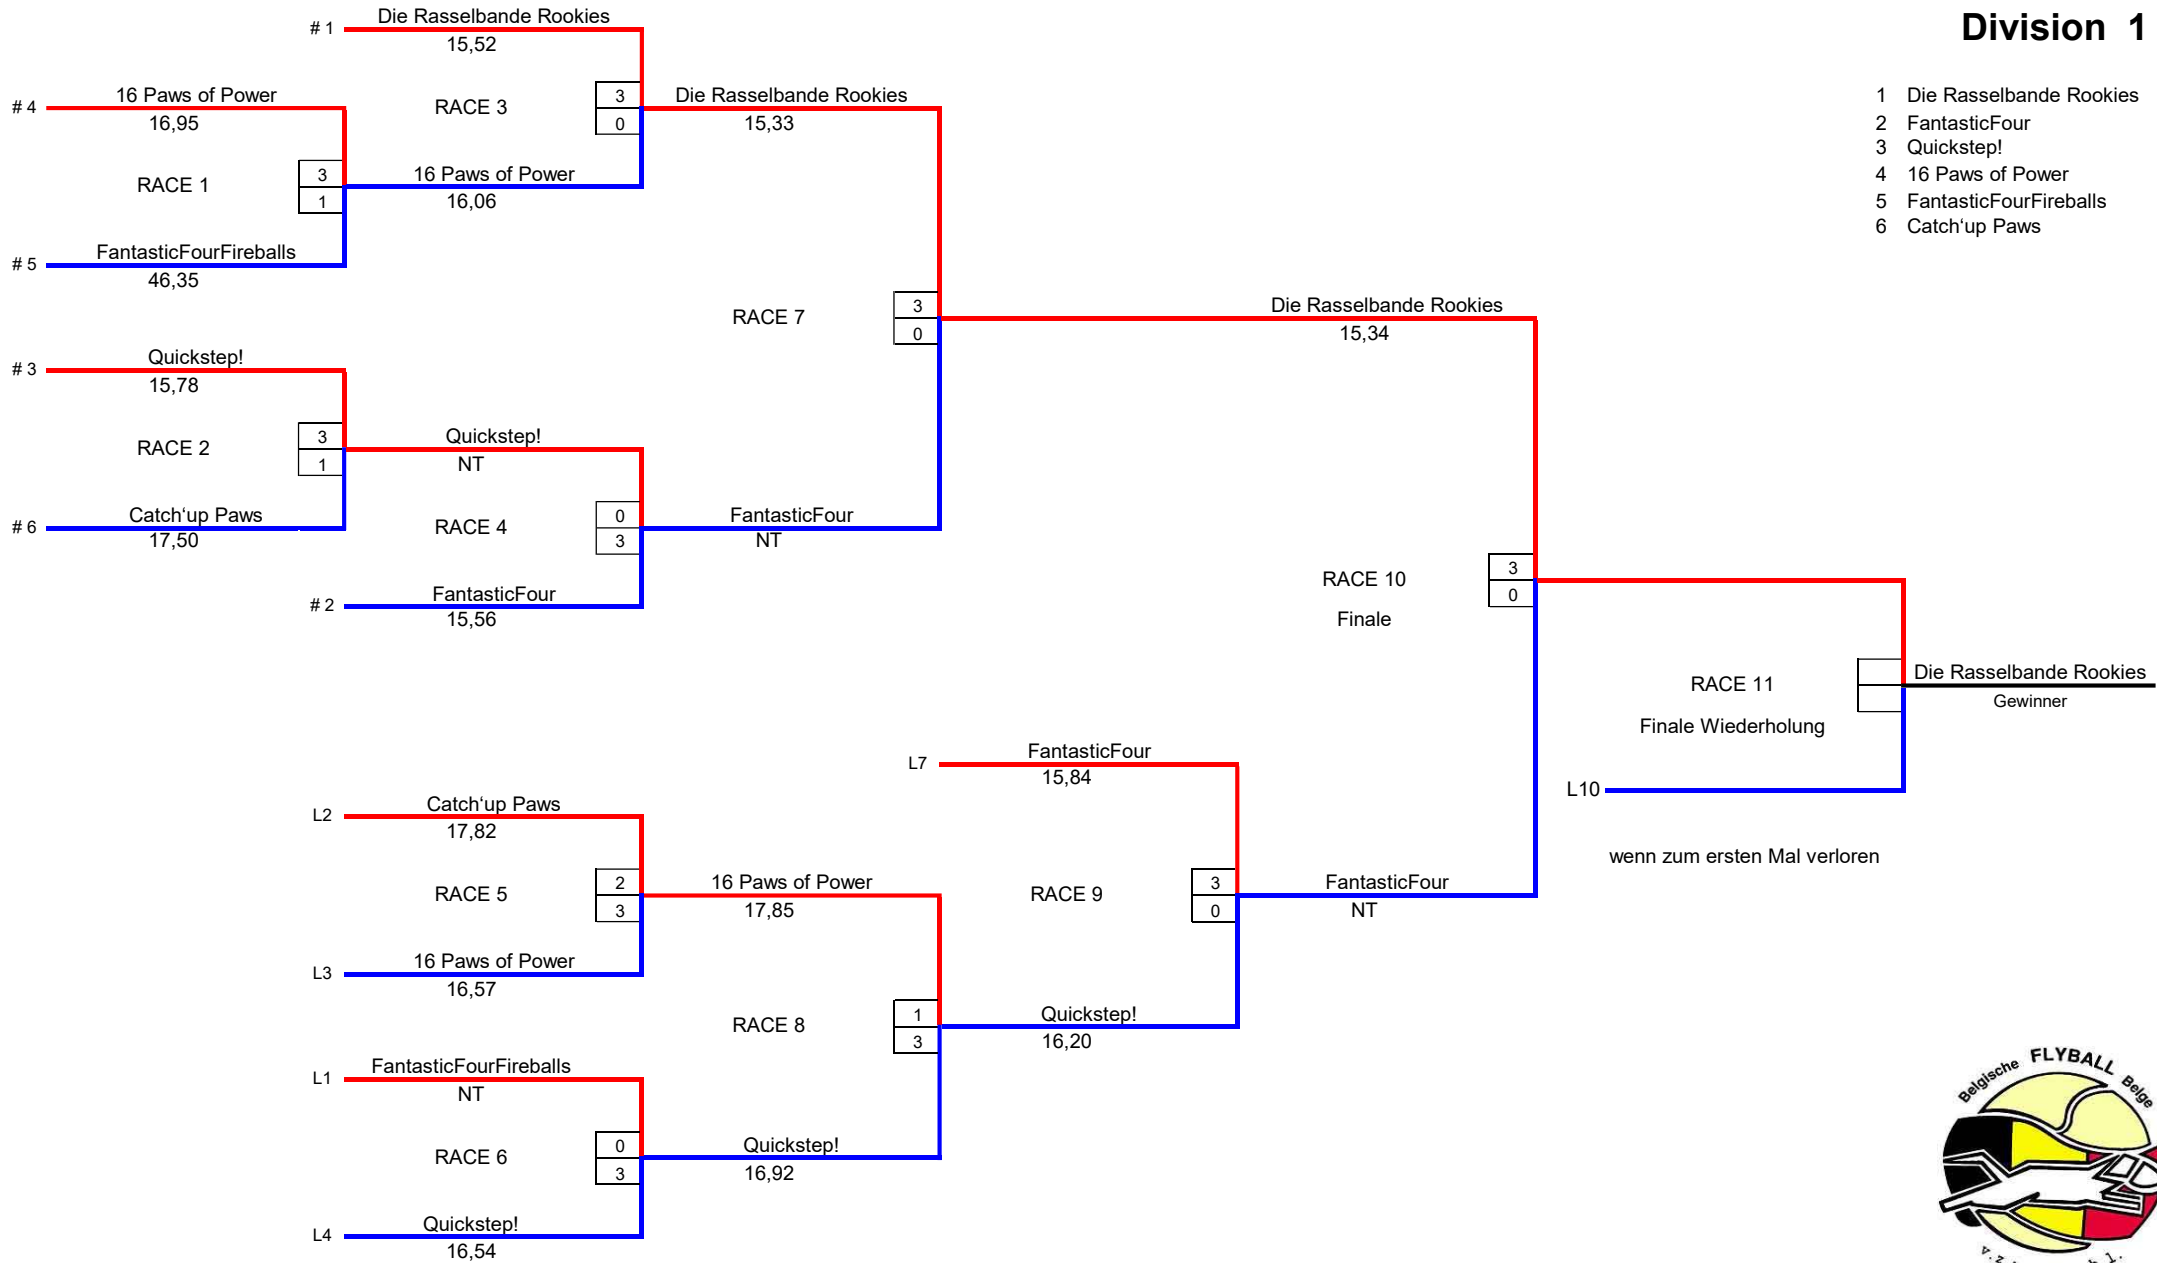 Division 1
1 Die Rasselbande Rookies
2 FantasticFour
3 Quickstep!
4 16 Paws of Power
5 FantasticFourFireballs
6 Catch‘up Paws
# 1
Die Rasselbande Rookies
15,52
# 4
16 Paws of Power
16,95
RACE 3
3
0
Die Rasselbande Rookies
15,33
RACE 1
3
1
16 Paws of Power
16,06
# 5
FantasticFourFireballs
46,35
RACE 7
3
0
Die Rasselbande Rookies
15,34
# 3
Quickstep!
15,78
RACE 2
3
1
Quickstep!
NT
# 6
Catch‘up Paws
17,50
RACE 4
0
3
FantasticFour
NT
# 2
FantasticFour
15,56
RACE 10
Finale
3
0
RACE 11
Finale Wiederholung
Die Rasselbande Rookies
Gewinner
L7
FantasticFour
15,84
L10
wenn zum ersten Mal verloren
L2
Catch‘up Paws
17,82
RACE 5
2
3
16 Paws of Power
17,85
RACE 9
3
0
FantasticFour
NT
L3
16 Paws of Power
16,57
RACE 8
1
3
Quickstep!
16,20
L1
FantasticFourFireballs
NT
RACE 6
0
3
Quickstep!
16,92
L4
Quickstep!
16,54
Belgische FLYBALL Belge